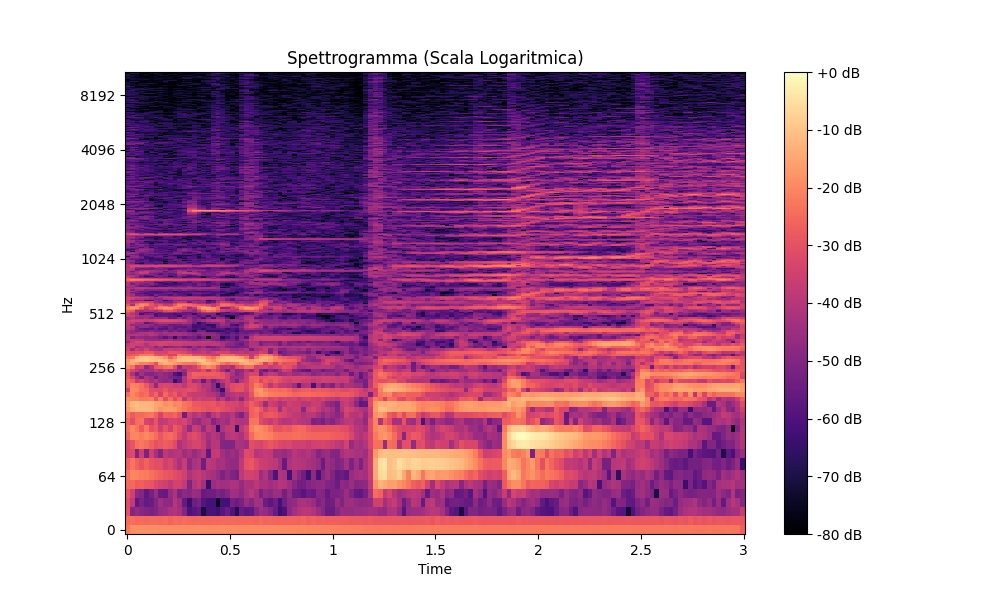 Spettrogramma (Scala Logaritmica)
8192
4096
2048
1024
512
256
128
64
0
Hz
0
0.5
1
1.5
2
2.5
3
Time
+0 dB
-10 dB
-20 dB
-30 dB
-40 dB
-50 dB
-60 dB
-70 dB
-80 dB